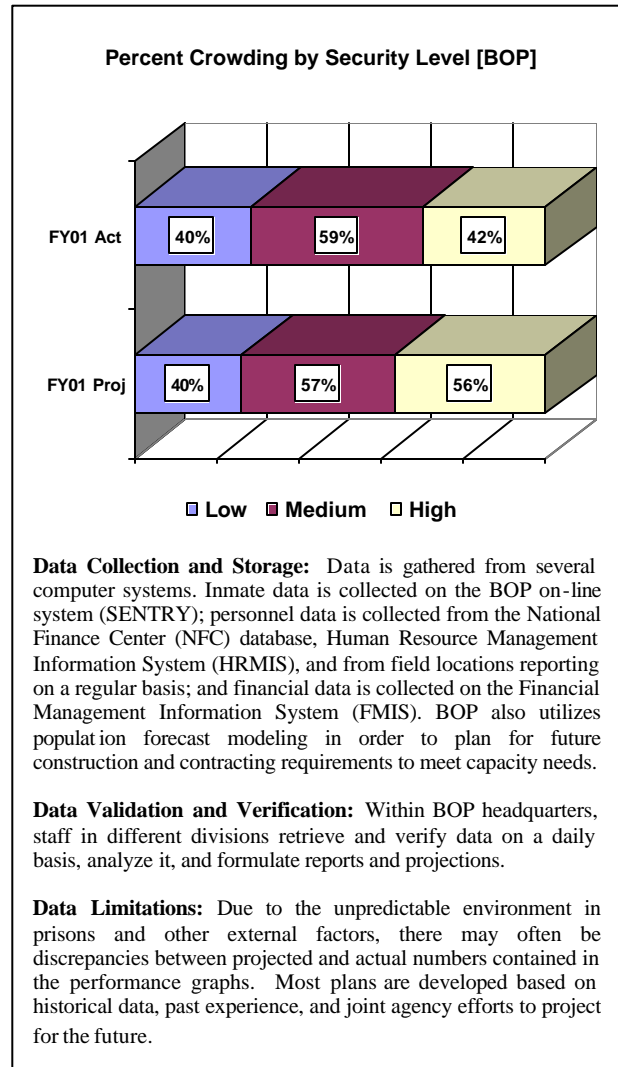 Percent Crowding by Security Level [BOP]
FY01 Act
40%
59%
42%
FY01 Proj
40%
57%
56%
Low Medium High
Data Collection and Storage: Data is gathered from several
computer systems. Inmate data is collected on the BOP on-line
system (SENTRY); personnel data is collected from the National
Finance Center (NFC) database, Human Resource Management
Information System (HRMIS), and from field locations reporting
on a regular basis; and financial data is collected on the Financial
Management Information System (FMIS). BOP also utilizes
population forecast modeling in order to plan for future
construction and contracting requirements to meet capacity needs.
Data Validation and Verification: Within BOP headquarters,
staff in different divisions retrieve and verify data on a daily
basis, analyze it, and formulate reports and projections.
Data Limitations: Due to the unpredictable environment in
prisons and other external factors, there may often be
discrepancies between projected and actual numbers contained in
the performance graphs. Most plans are developed based on
historical data, past experience, and joint agency efforts to project
for the future.